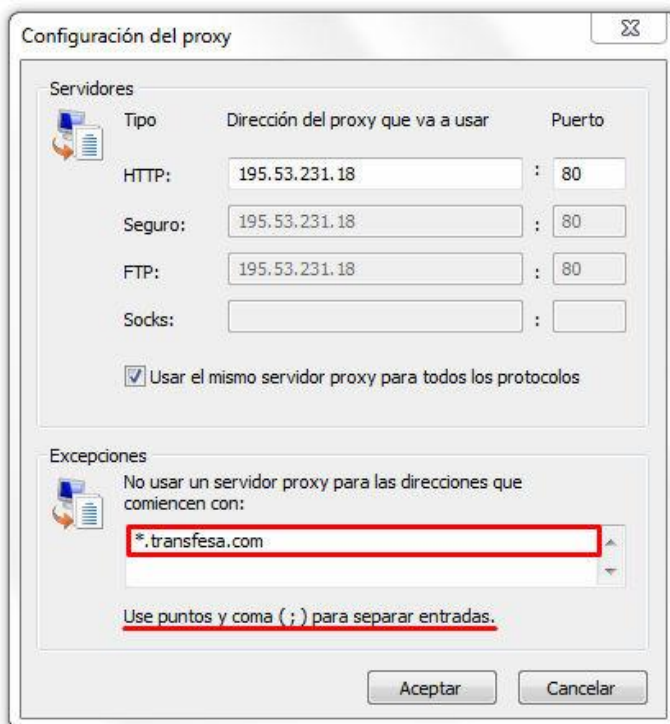 Configuración del proxy
Servidores
Tipo Dirección del proxy que va a usar Puerto
HTTP: 195.53.231.18 : 80
Seguro: 195.53.231.18 : 80
FTP: 195.53.231.18 : 80
Socks: :
Usar el mismo servidor proxy para todos los protocolos
Excepciones
No usar un servidor proxy para las direcciones que
comiencen con:
*.transfesa.com
Use puntos y coma ( ; ) para separar entradas.
Aceptar Cancelar